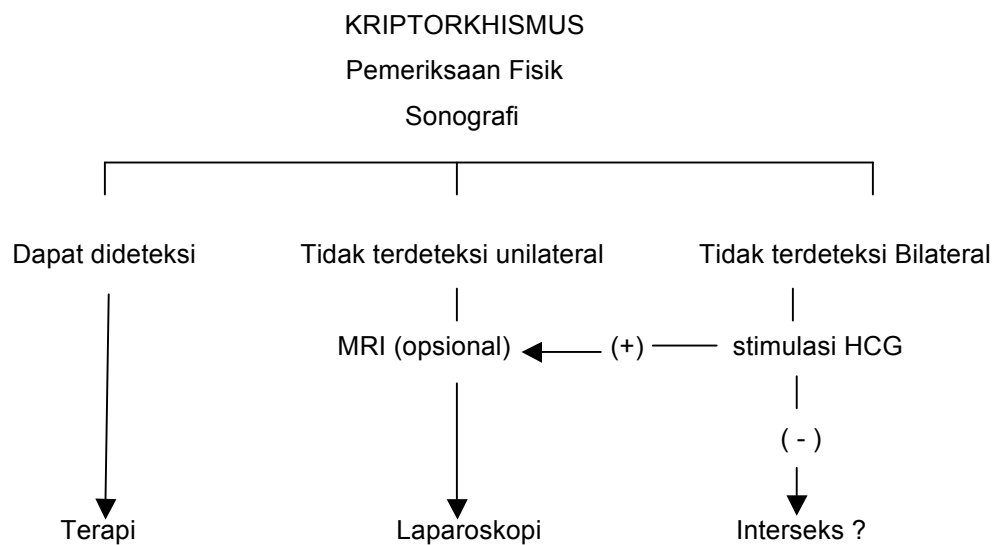 KRIPTORKHISMUS
Pemeriksaan Fisik
Sonografi
Dapat dideteksi Tidak terdeteksi unilateral Tidak terdeteksi Bilateral
MRI (opsional) (+) stimulasi HCG
( - )
Terapi Laparoskopi Interseks ?